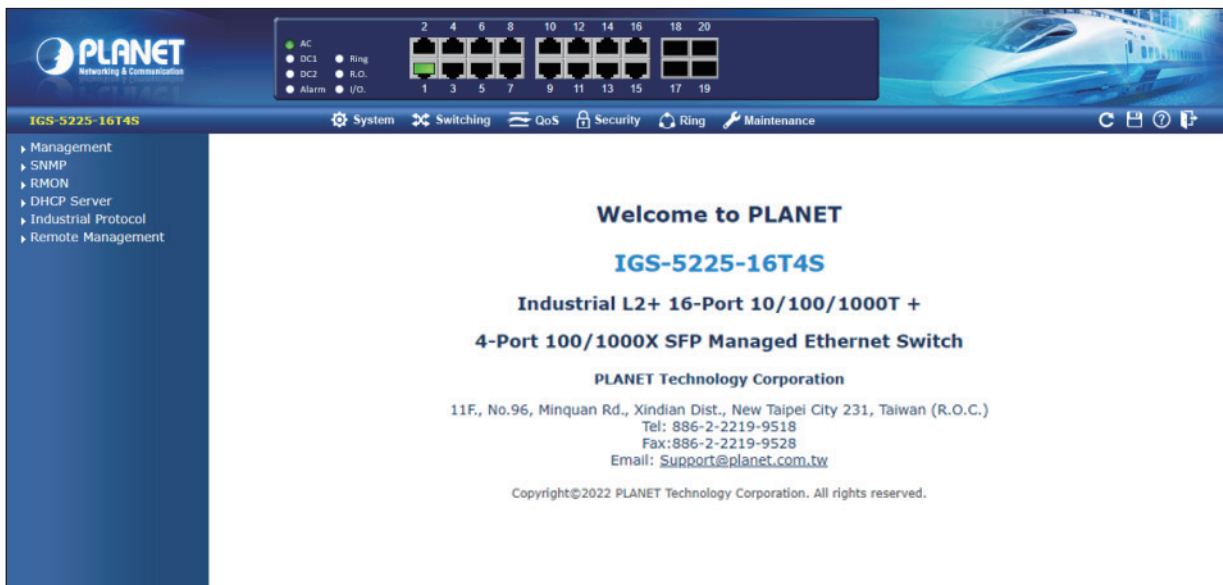 PLANET
Networking & Communication
AC
DC1 Ring
DC2 R.O.
Alarm I/O.
2 4 6 8 10 12 14 16 18 20
1 3 5 7 9 11 13 15 17 19
IGS-5225-16T4S
System Switching QoS Security Ring Maintenance
Management
SNMP
RMON
DHCP Server
Industrial Protocol
Remote Management
Welcome to PLANET
IGS-5225-16T4S
Industrial L2+ 16-Port 10/100/1000T +
4-Port 100/1000X SFP Managed Ethernet Switch
PLANET Technology Corporation
11F., No.96, Minquan Rd., Xindian Dist., New Taipei City 231, Taiwan (R.O.C.)
Tel: 886-2-2219-9518
Fax:886-2-2219-9528
Email: Support@planet.com.tw
Copyright©2022 PLANET Technology Corporation. All rights reserved.